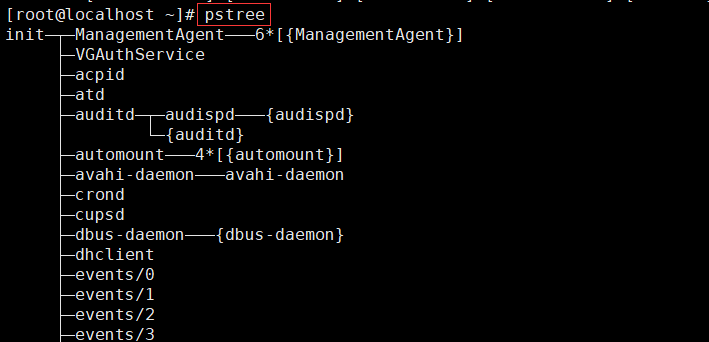 [root@localhost ~]# pstree
init─┬─ManagementAgent───6*[{ManagementAgent}]
     ├─VGAuthService
     ├─acpid
     ├─atd
     ├─auditd─┬─audispd───{audispd}
     │        └─{auditd}
     ├─automount───4*[{automount}]
     ├─avahi-daemon───avahi-daemon
     ├─crond
     ├─cupsd
     ├─dbus-daemon───{dbus-daemon}
     ├─dhclient
     ├─events/0
     ├─events/1
     ├─events/2
     ├─events/3